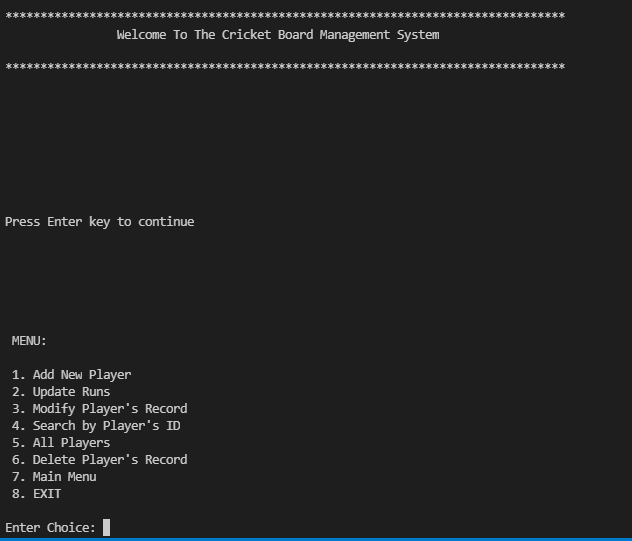 ********************************************************************************
Welcome To The Cricket Board Management System
********************************************************************************
Press Enter key to continue
MENU:
1. Add New Player
2. Update Runs
3. Modify Player's Record
4. Search by Player's ID
5. All Players
6. Delete Player's Record
7. Main Menu
8. EXIT
Enter Choice: